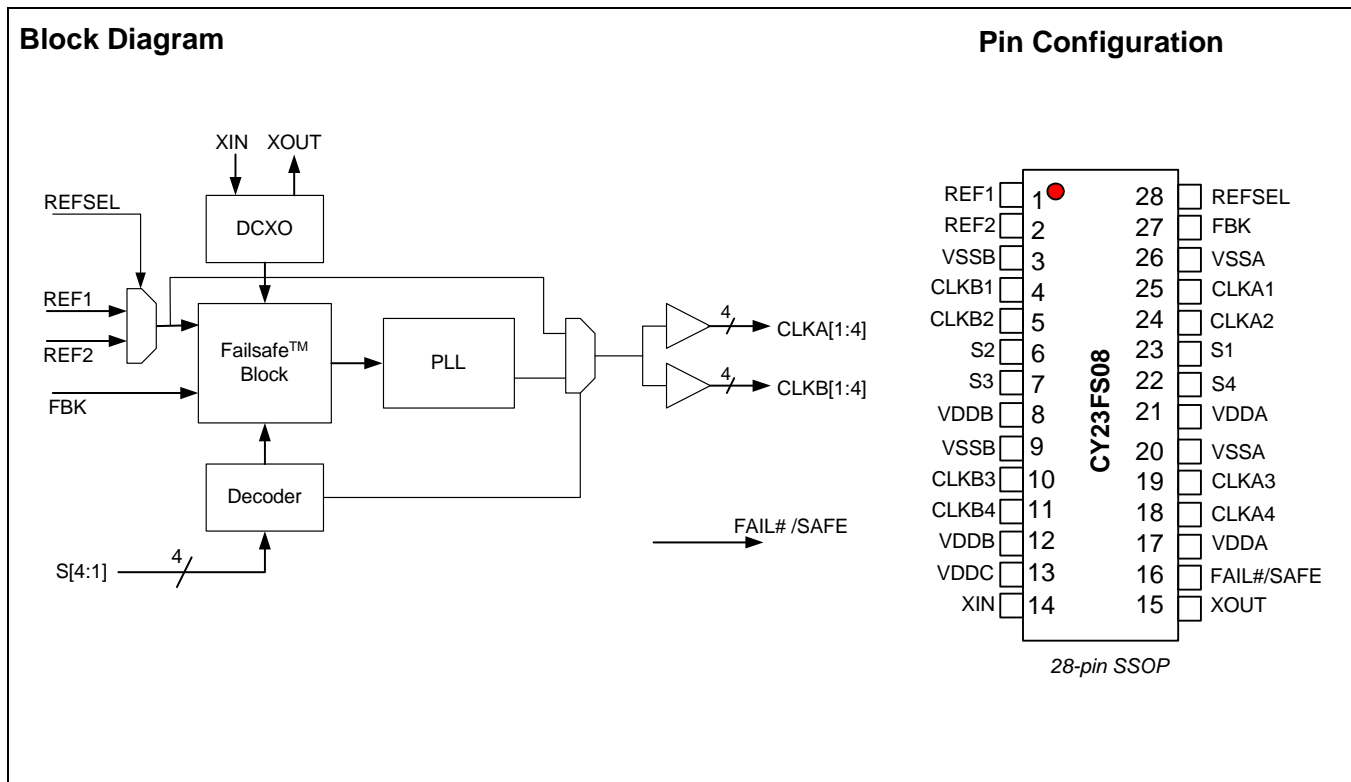 Block Diagram
Pin Configuration
XIN
XOUT
REFSEL
DCXO
REF1
REF2
FBK
Failsafe™
Block
PLL
4
CLKA[1:4]
4
CLKB[1:4]
Decoder
FAIL# /SAFE
S[4:1]
4
REF1 1 28 REFSEL
REF2 2 27 FBK
VSSB 3 26 VSSA
CLKB1 4 25 CLKA1
CLKB2 5 24 CLKA2
S2 6 23 S1
S3 7 22 S4
VDDB 8 21 VDDA
VSSB 9 20 VSSA
CLKB3 10 19 CLKA3
CLKB4 11 18 CLKA4
VDDB 12 17 VDDA
VDDC 13 16 FAIL#/SAFE
XIN 14 15 XOUT
CY23FS08
28-pin SSOP